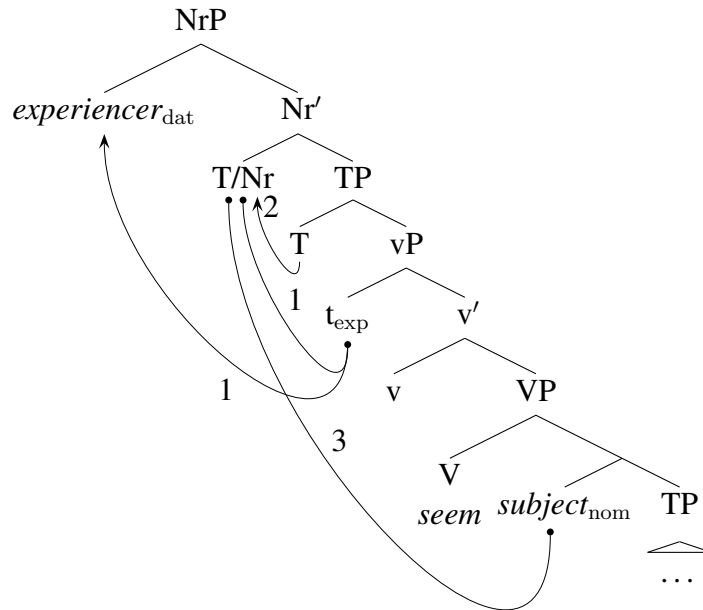 NrP
experiencer_dat Nr′
T/Nr TP
2
T vP
1
t_exp v′
1 v VP
3
V
seem subject_nom TP
...